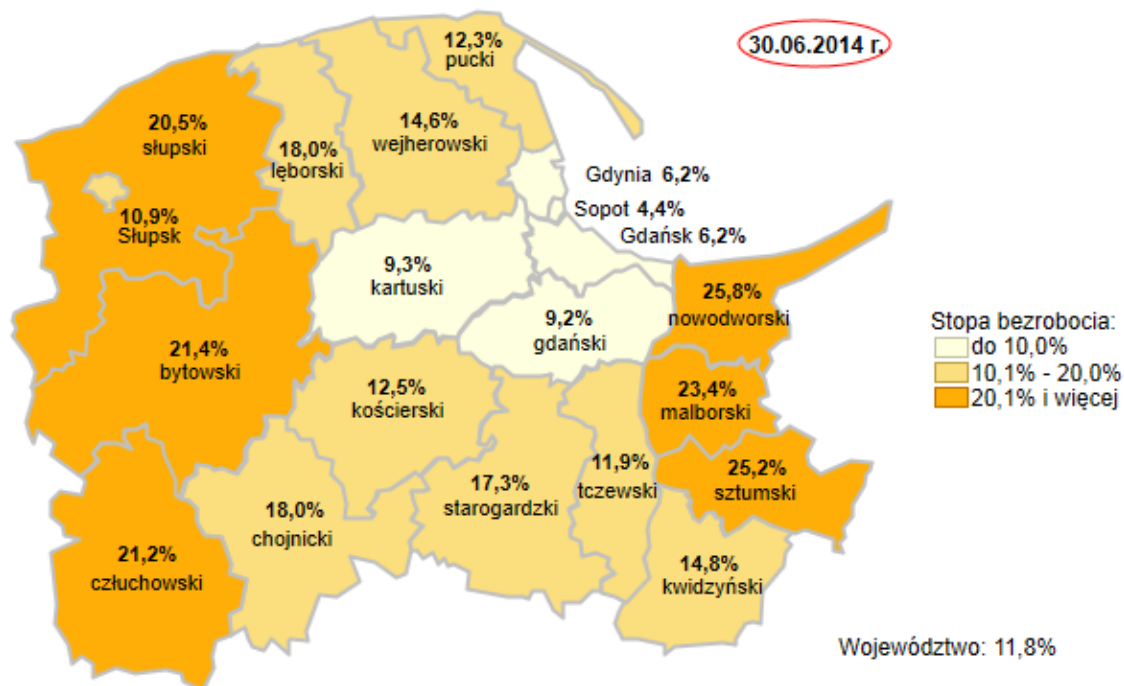 12,3%
pucki
30.06.2014 r.
20,5%
słupski
18,0%
lęborski
14,6%
wejherowski
Gdynia 6,2%
Sopot 4,4%
Gdańsk 6,2%
10,9%
Słupsk
9,3%
kartuski
9,2%
gdański
25,8%
nowodworski
Stopa bezrobocia:
do 10,0%
10,1% - 20,0%
20,1% i więcej
21,4%
bytowski
12,5%
kościerski
23,4%
malborski
11,9%
tczewski
25,2%
sztumski
17,3%
starogardzki
18,0%
chojnicki
21,2%
człuchowski
14,8%
kwidzyński
Województwo: 11,8%